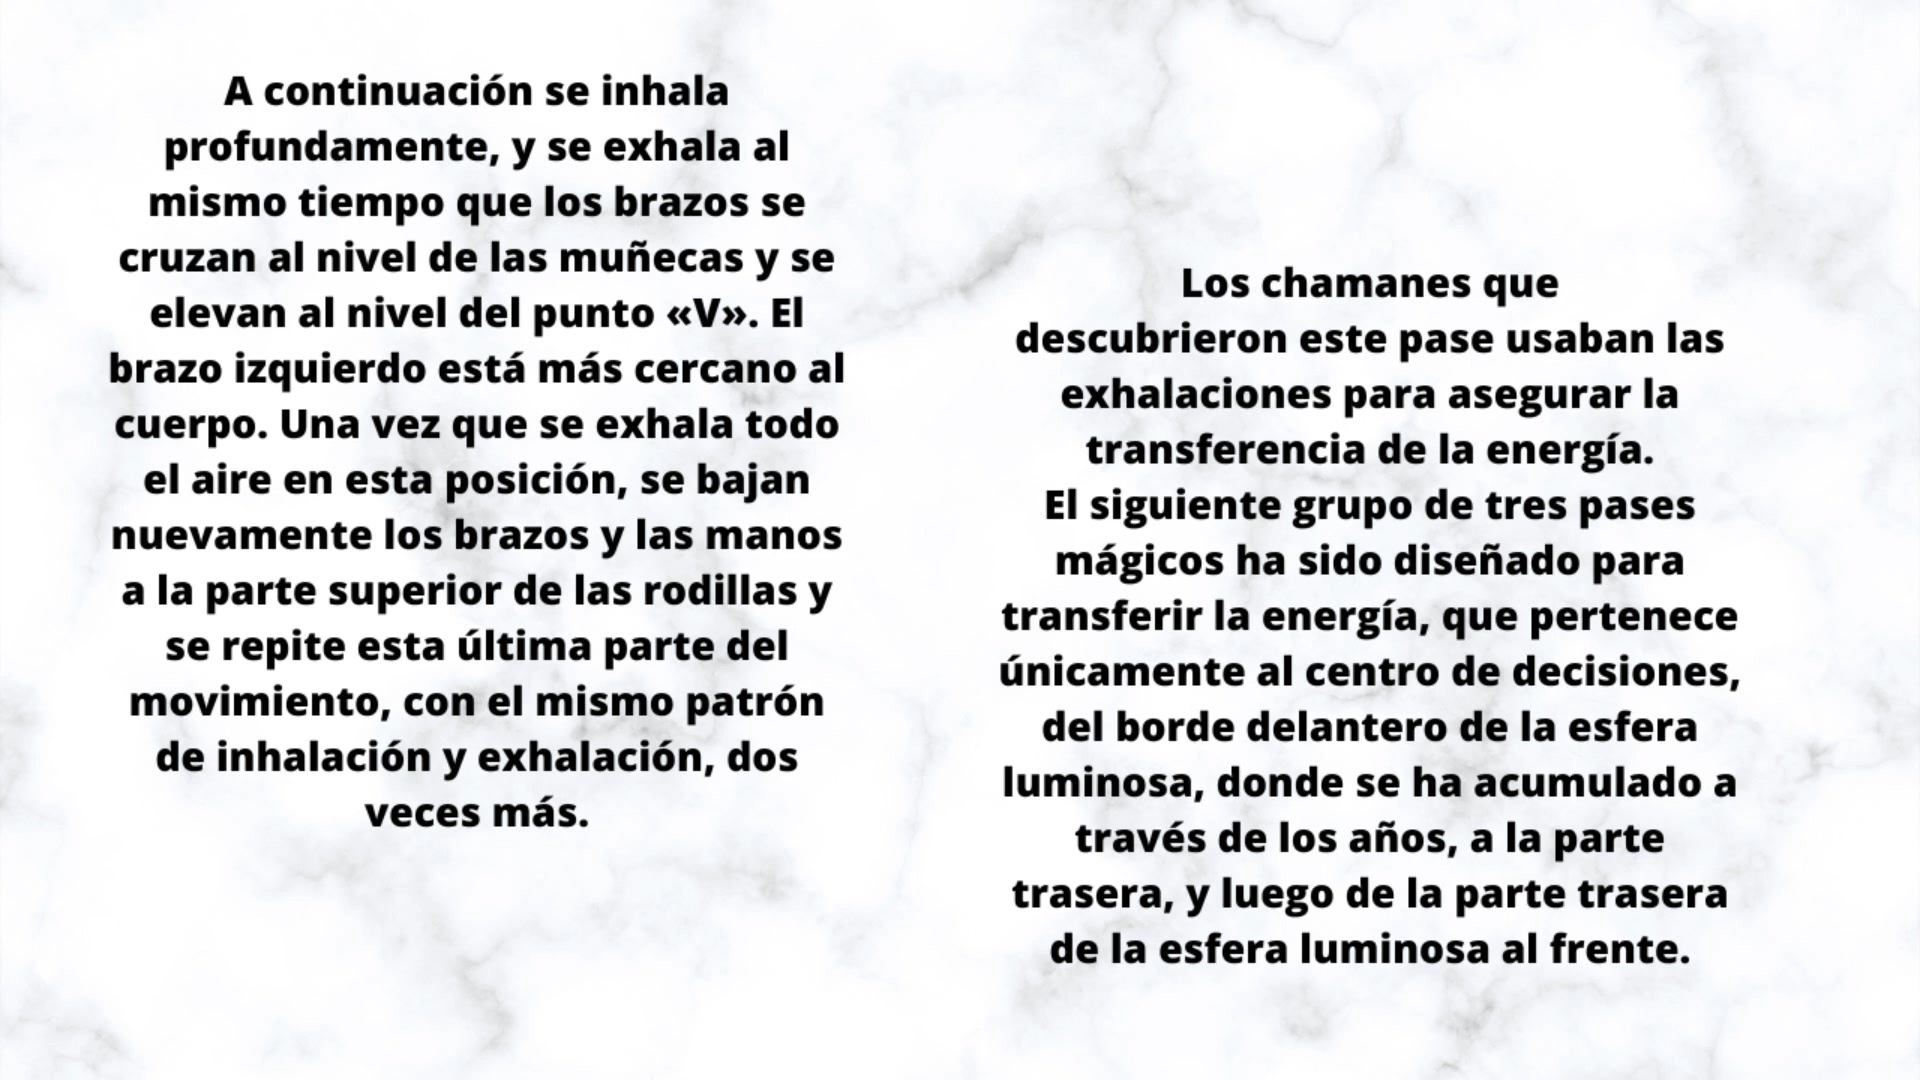 A continuación se inhala
profundamente, y se exhala al
mismo tiempo que los brazos se
cruzan al nivel de las muñecas y se
elevan al nivel del punto «V». El
brazo izquierdo está más cercano al
cuerpo. Una vez que se exhala todo
el aire en esta posición, se bajan
nuevamente los brazos y las manos
a la parte superior de las rodillas y
se repite esta última parte del
movimiento, con el mismo patrón
de inhalación y exhalación, dos
veces más.
Los chamanes que
descubrieron este pase usaban las
exhalaciones para asegurar la
transferencia de la energía.
El siguiente grupo de tres pases
mágicos ha sido diseñado para
transferir la energía, que pertenece
únicamente al centro de decisiones,
del borde delantero de la esfera
luminosa, donde se ha acumulado a
través de los años, a la parte
trasera, y luego de la parte trasera
de la esfera luminosa al frente.